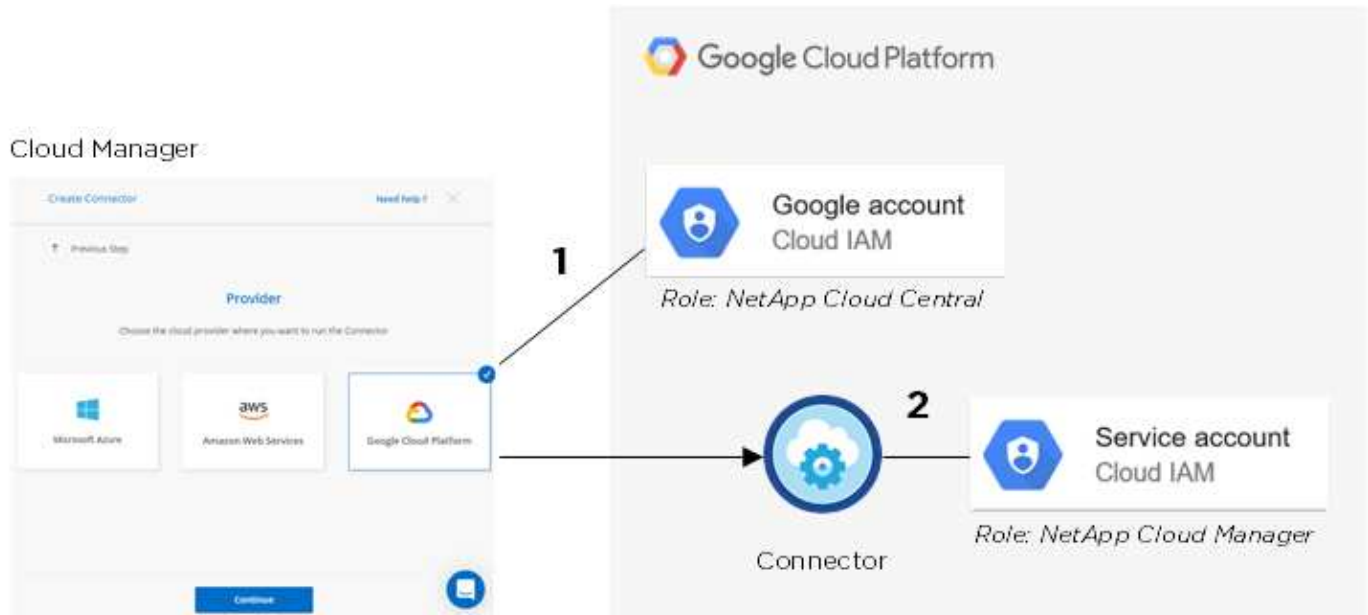 Google Cloud Platform
Cloud Manager
Create Connector
Need help ?
Previous Step
Provider
Choose the cloud provider where you want to run the Connector
Microsoft Azure
aws
Amazon Web Services
Google Cloud Platform
Continue
1
Google account
Cloud IAM
Role: NetApp Cloud Central
2
Connector
Service account
Cloud IAM
Role: NetApp Cloud Manager